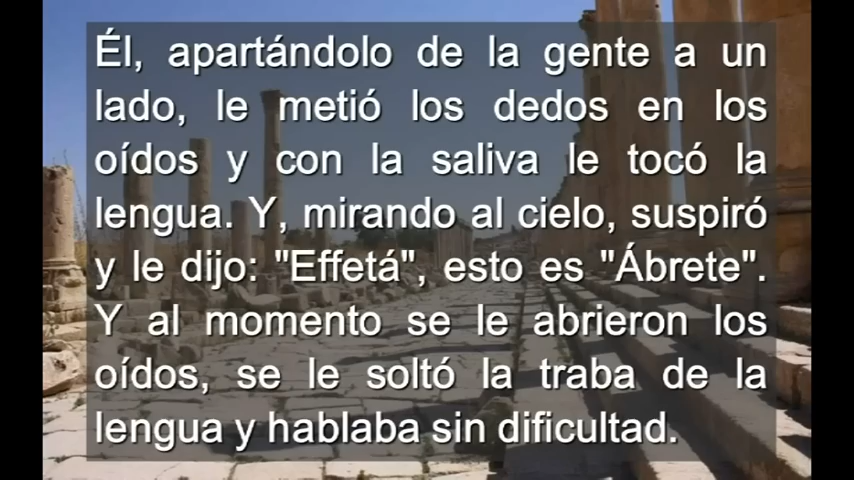 Él, apartándolo de la gente a un
lado, le metió los dedos en los
oídos y con la saliva le tocó la
lengua. Y, mirando al cielo, suspiró
y le dijo: "Effetá", esto es "Ábrete".
Y al momento se le abrieron los
oídos, se le soltó la traba de la
lengua y hablaba sin dificultad.